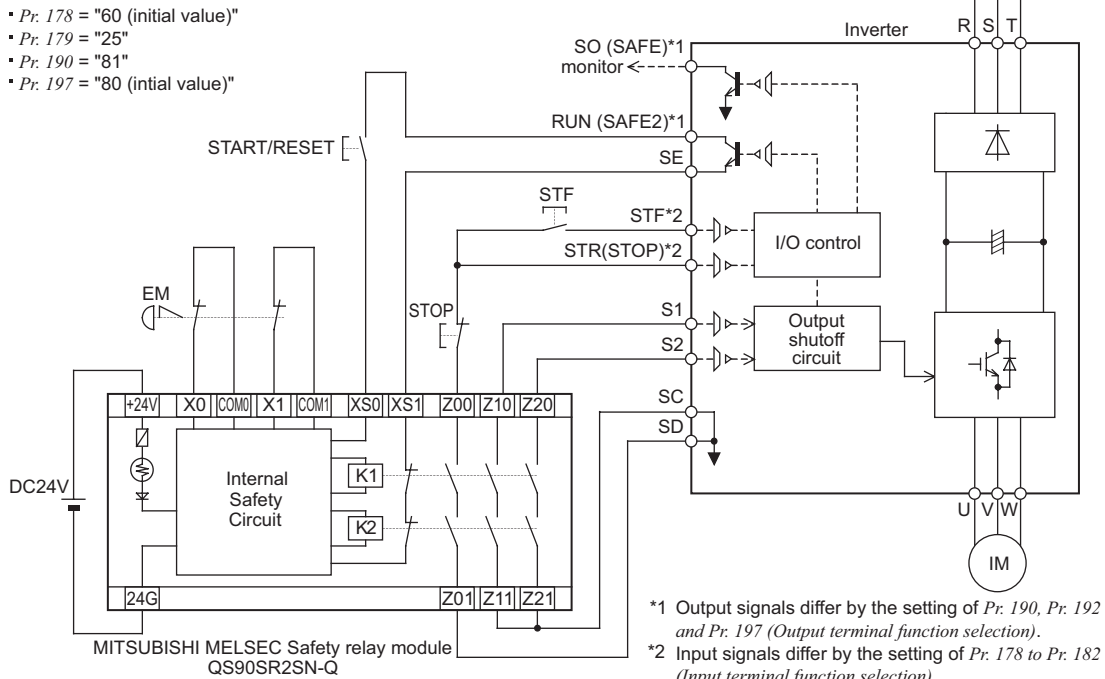 ▪ Pr. 178 = "60 (initial value)"
▪ Pr. 179 = "25"
▪ Pr. 190 = "81"
▪ Pr. 197 = "80 (intial value)"
Inverter
R S T
SO (SAFE)*1
monitor
RUN (SAFE2)*1
START/RESET
SE
STF
STF*2
STR(STOP)*2
I/O control
EM
STOP
S1
S2
Output
shutoff
circuit
SC
SD
+24V X0 COM0 X1 COM1 XS0 XS1 Z00 Z10 Z20
DC24V
Internal
Safety
Circuit
K1
K2
U V W
IM
24G Z01 Z11 Z21
MITSUBISHI MELSEC Safety relay module
QS90SR2SN-Q
*1 Output signals differ by the setting of Pr. 190, Pr. 192
and Pr. 197 (Output terminal function selection).
*2 Input signals differ by the setting of Pr. 178 to Pr. 182
(Input terminal function selection)